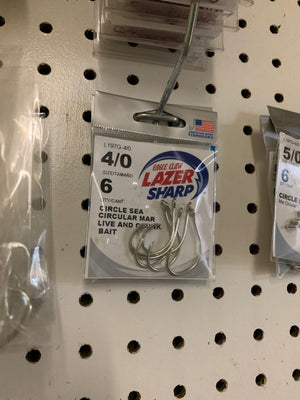 L197G-4/0
4/0
SIZE/TAMAÑO
6
QTY/CANT
EAGLE CLAW
LAZER
SHARP
CIRCLE SEA
CIRCULAR MAR
LIVE AND CHUNK
BAIT
5/0
6
CIRCLE